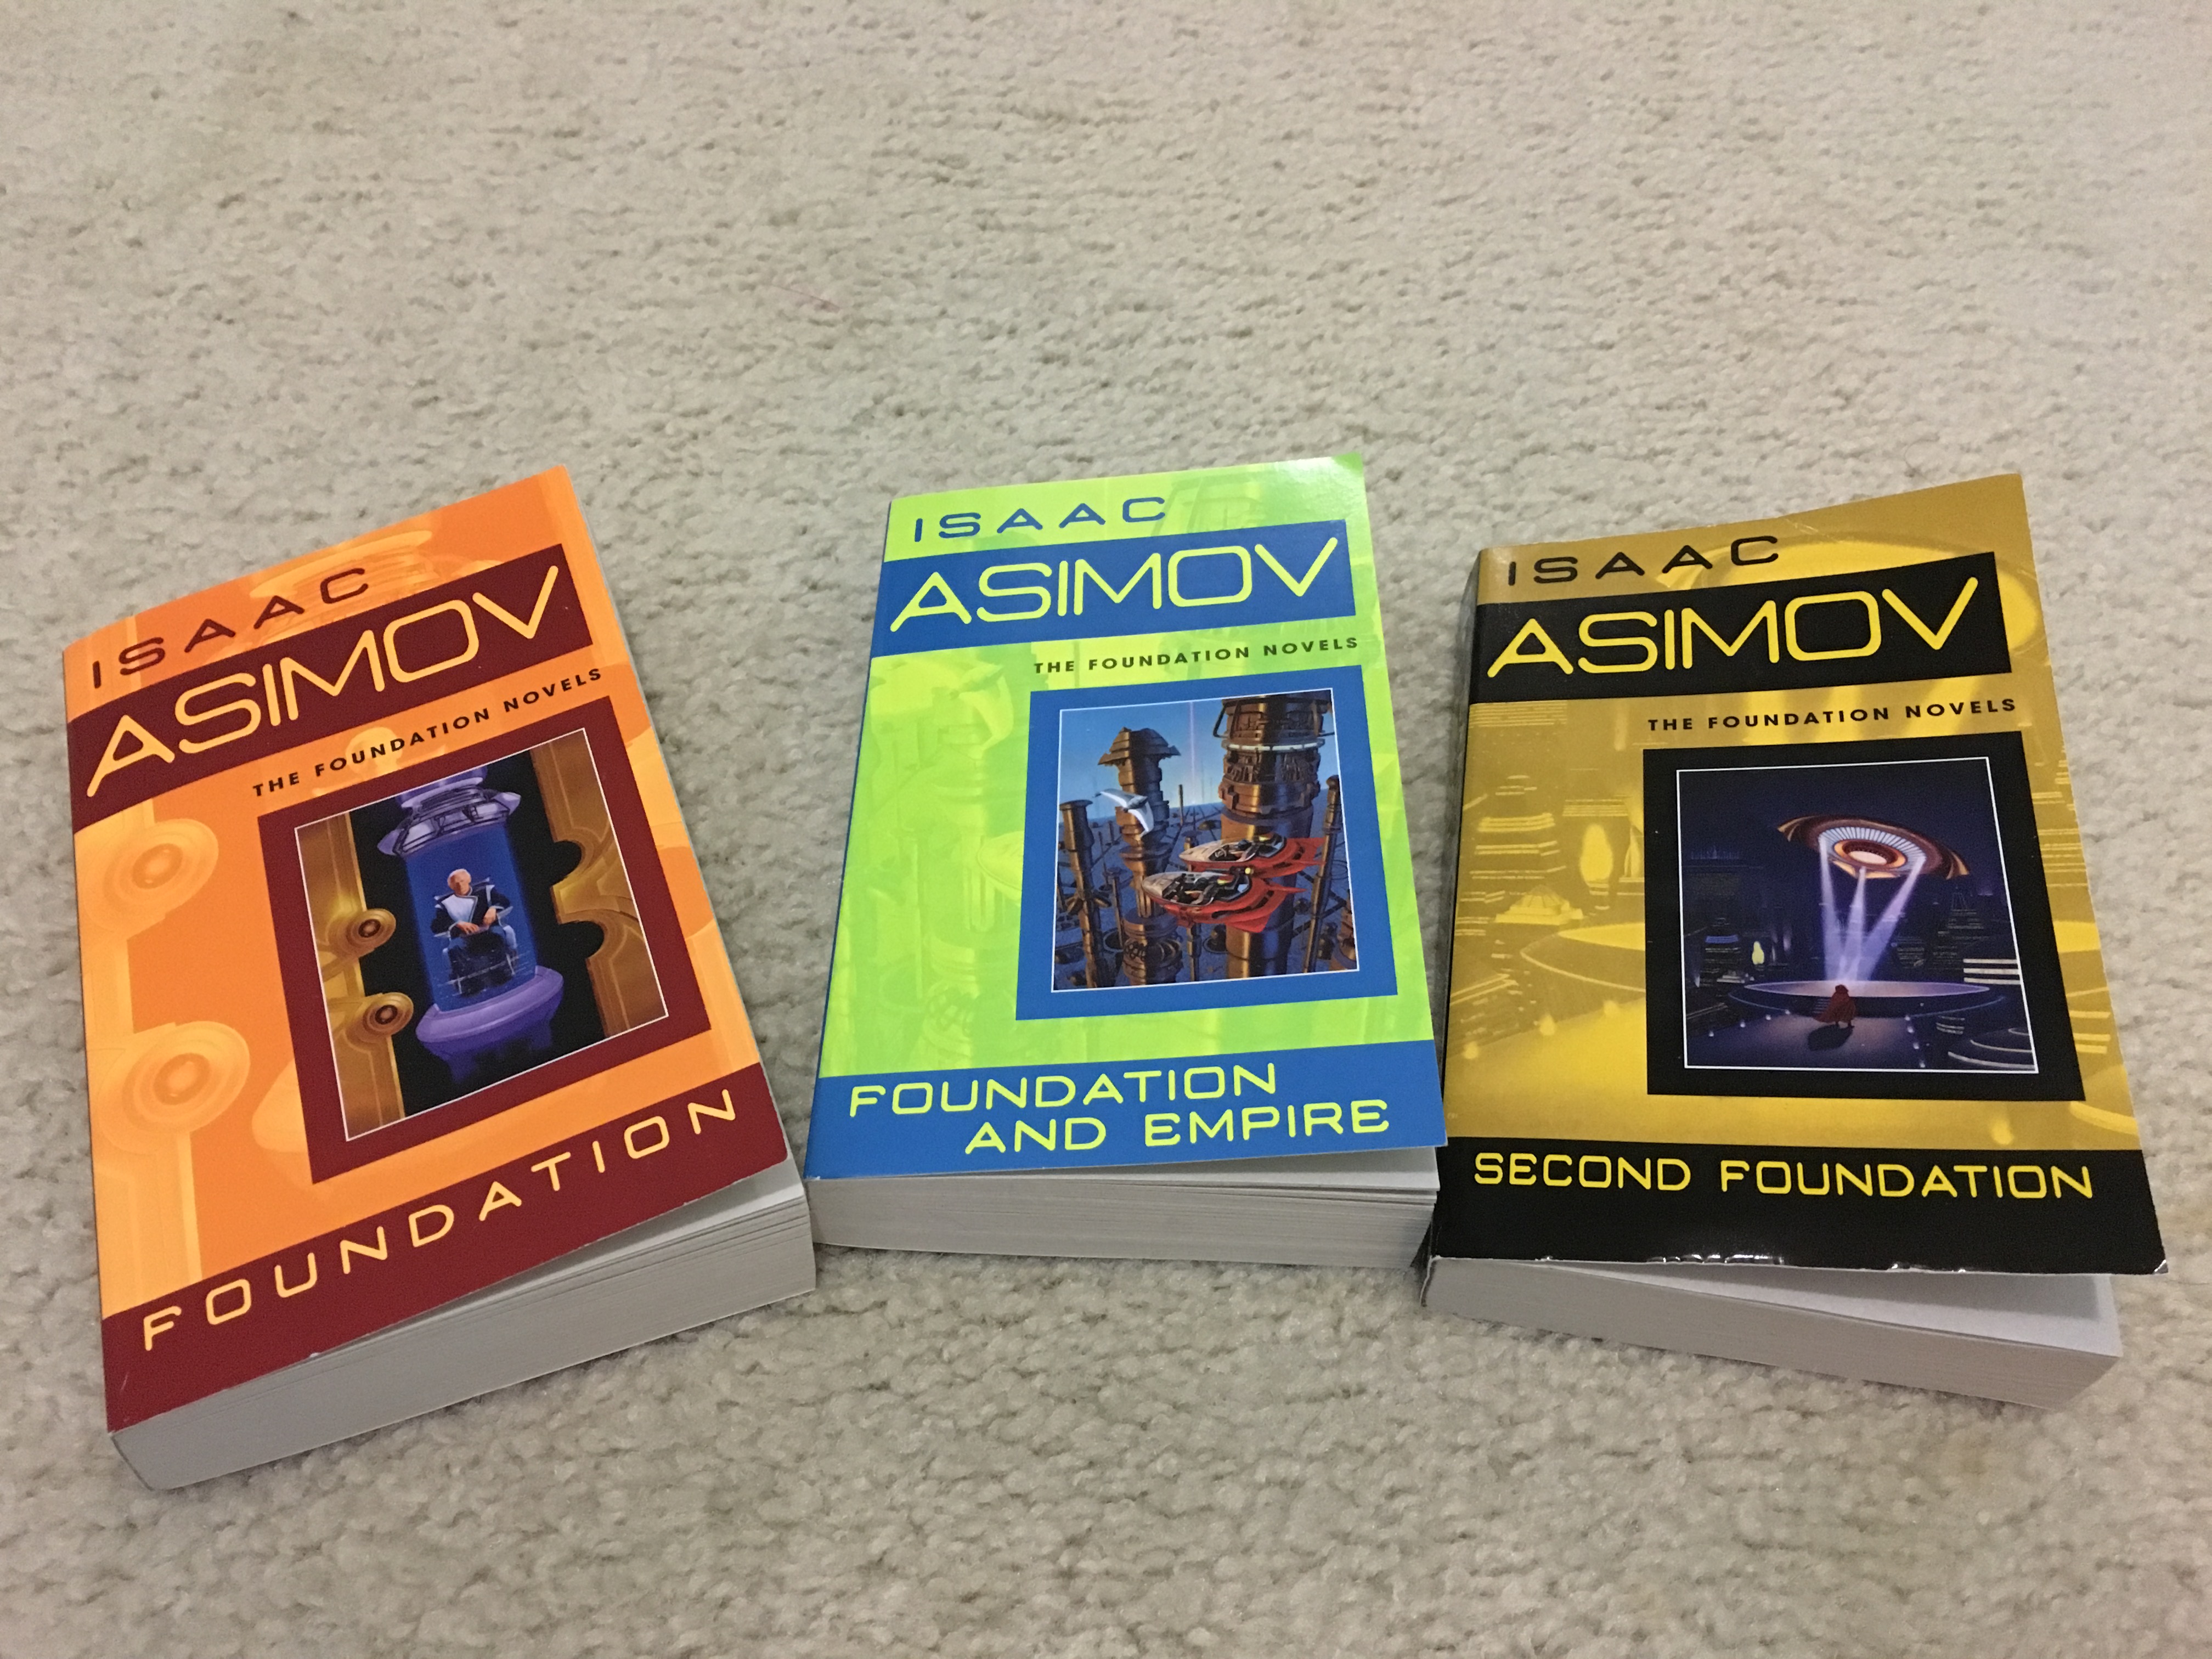 ISAAC
ASIMOV
THE FOUNDATION NOVELS
FOUNDATION
ISAAC
ASIMOV
THE FOUNDATION NOVELS
FOUNDATION
AND EMPIRE
ISAAC
ASIMOV
THE FOUNDATION NOVELS
SECOND FOUNDATION